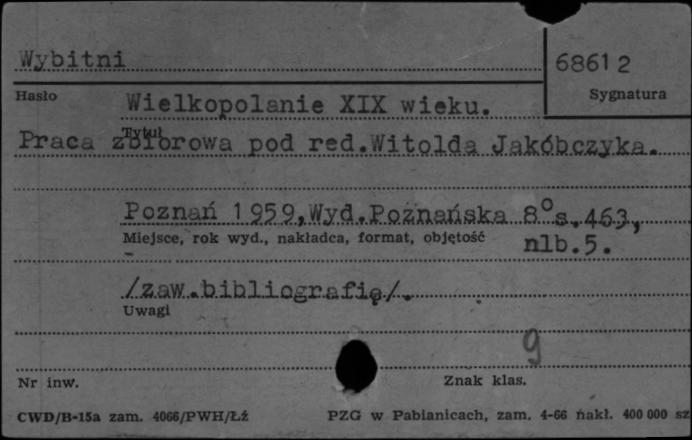 Wybitni 68612
Hasło Wielkopolanie XIX wieku. Sygnatura
Tytuł
Praca zbiorowa pod red.Witolda Jakóbczyka.
Poznań 1959,Wyd.Poznańska 8°s.463,
Miejsce, rok wyd., nakładca, format, objętość nlb.5.
/zaw.bibliografię/.
Uwagi
9
Nr inw. Znak klas.
CWD/B-15a zam. 4066/PWH/Łź PZG w Pabianicach, zam. 4-66 nakł. 400 000 sz